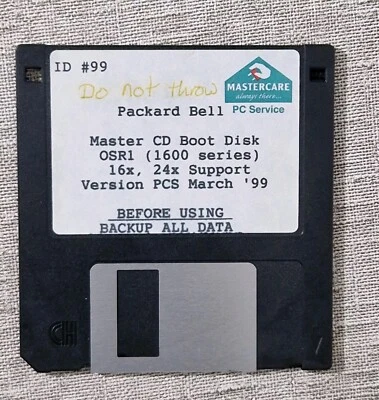 ID #99
Do not throw
MASTERCARE
always there...
Packard Bell PC Service
Master CD Boot Disk
OSR1 (1600 series)
16x, 24x Support
Version PCS March '99
BEFORE USING
BACKUP ALL DATA